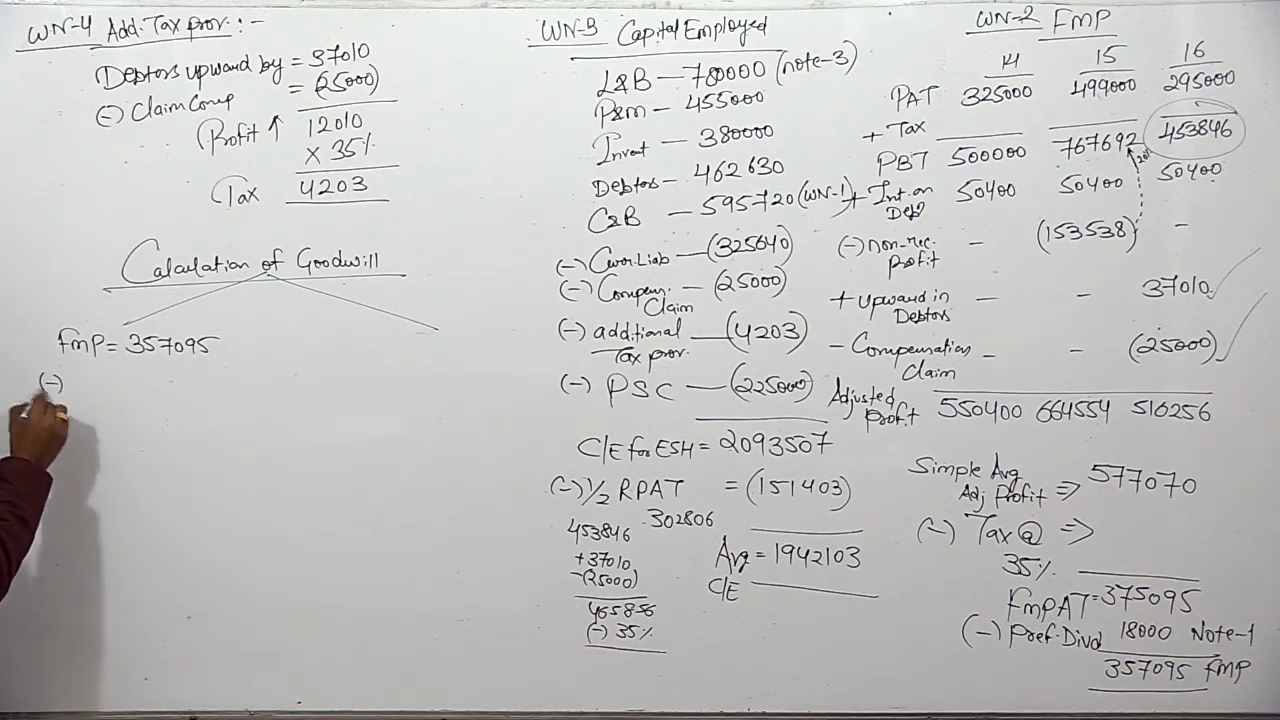 WN-4 Add. Tax prov. :-
Debtors upward by = 37010
(-) Claim Comp = (25000)
Profit ↑ 12010
x 35%
Tax 4203
Calculation of Goodwill
FMP = 357095
(-)
WN-3 Capital Employed
L&B — 780000 (note-3)
P&M — 455000
Invent — 380000
Debtors — 462630
C&B — 595720 (WN-1)
(-) Curr. Liab — (325640)
(-) Compen. Claim — (25000)
(-) additional Tax prov. — (4203)
(-) PSC — (225000)
C/E for ESH = 2093507
(-) 1/2 RPAT = (151403)
453846 302806
+37010
-(25000)
465856
(-) 35%
Avg C/E = 1942103
WN-2 FMP
14 15 16
PAT 325000 499000 295000
+ Tax
PBT 500000 767692 453846
+ Int. on Deb? 50400 50400 50400
(-) non-rec. profit - (153538) -
+ upward in Debtors - - 37010
- Compensation Claim - - (25000)
Adjusted Profit 550400 664554 516256
Simple Avg Adj Profit ⇒ 577070
(-) Tax @ 35% ⇒
FMPAT = 375095
(-) Pref. Divd 18000 Note-1
357095 FMP